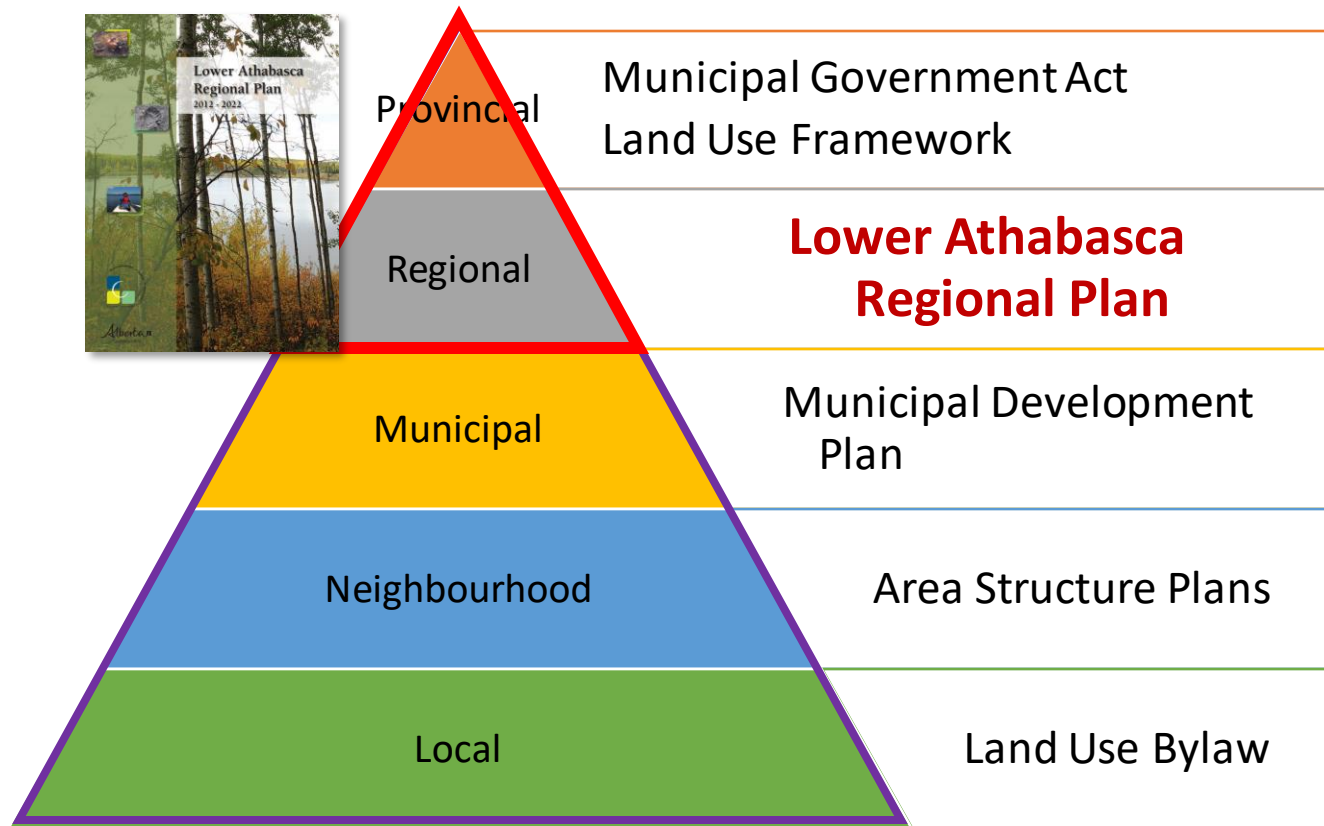 Lower Athabasca
Regional Plan
2012 - 2022
Alberta
Provincial
Municipal Government Act
Land Use Framework
Regional
Lower Athabasca
Regional Plan
Municipal
Municipal Development
Plan
Neighbourhood
Area Structure Plans
Local
Land Use Bylaw